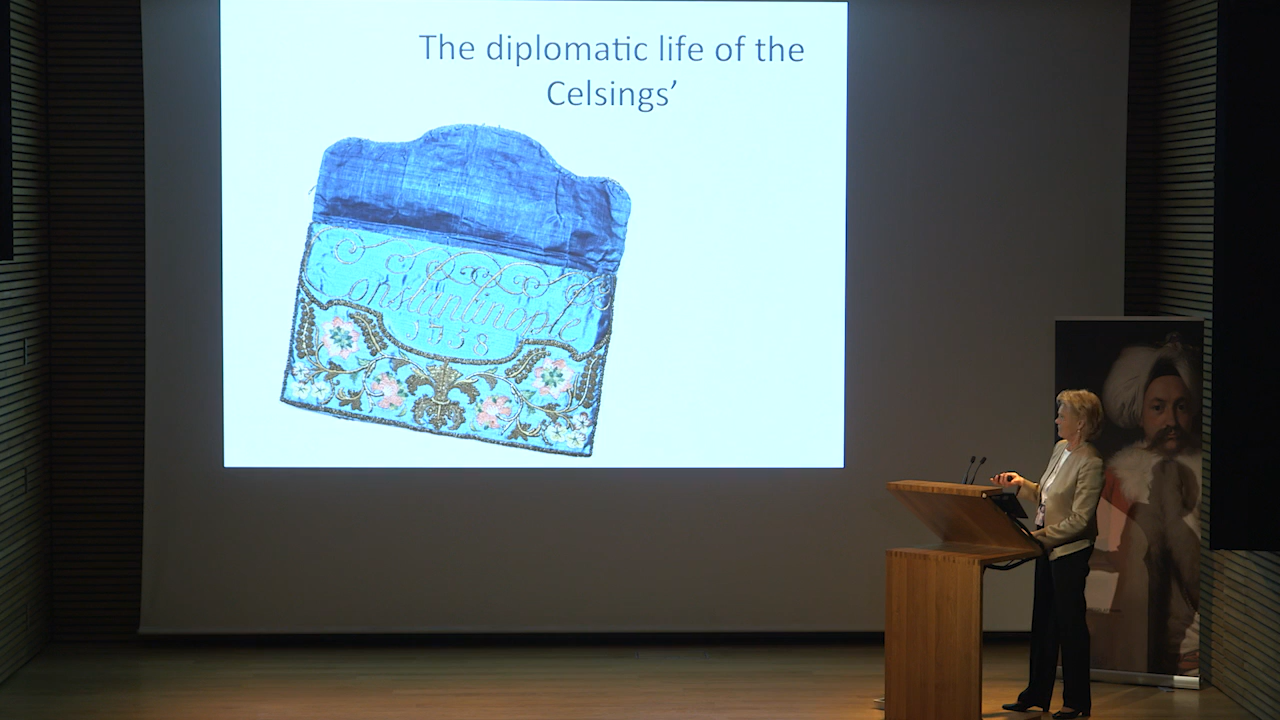 The diplomatic life of the
Celsings’
Constantinople
1758